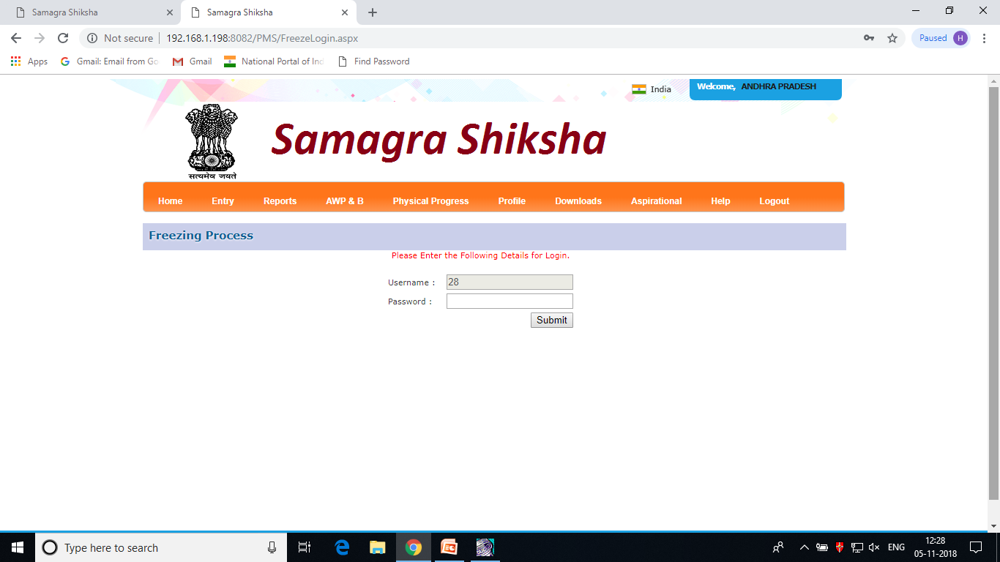 Samagra Shiksha
Samagra Shiksha
Not secure
192.168.1.198:8082/PMS/FreezeLogin.aspx
Paused
H
Apps
Gmail: Email from Go
Gmail
National Portal of Ind
Find Password
India
Welcome, ANDHRA PRADESH
Samagra Shiksha
सत्यमेव जयते
Home Entry Reports AWP & B Physical Progress Profile Downloads Aspirational Help Logout
Freezing Process
Please Enter the Following Details for Login.
Username : 28
Password :
Submit
Type here to search
ENG
12:28
05-11-2018